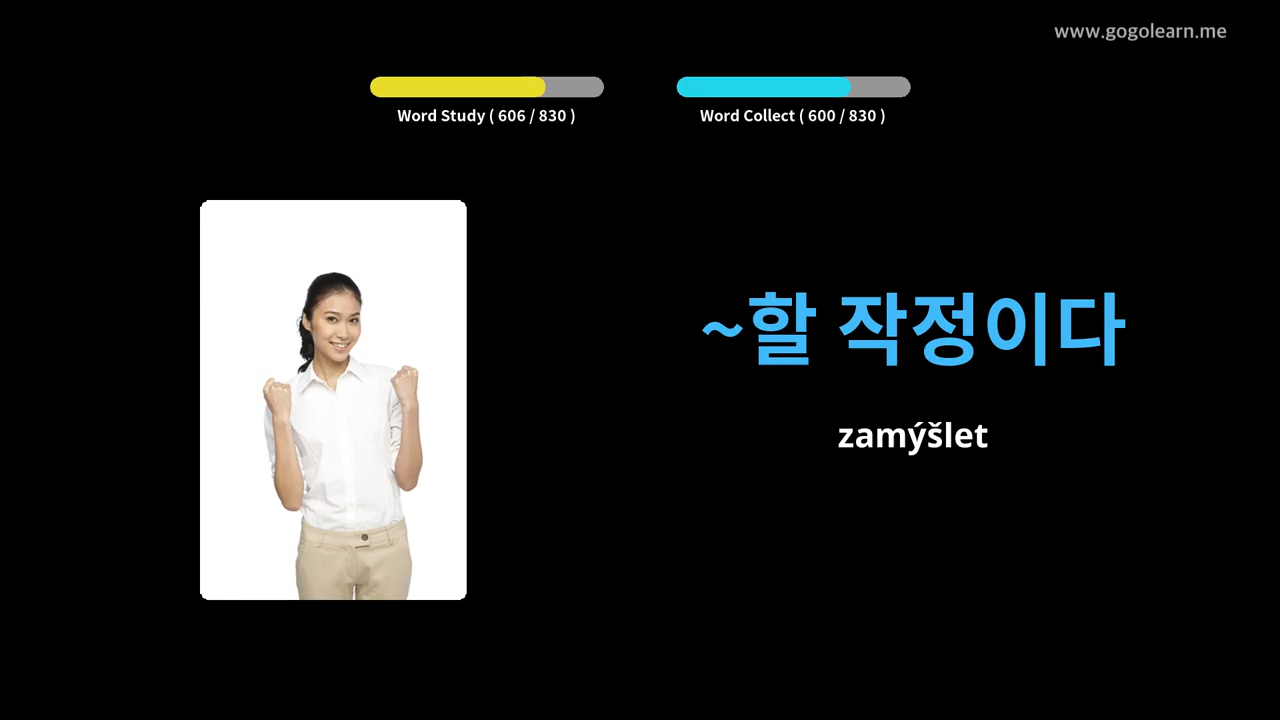 www.gogolearn.me
Word Study ( 606 / 830 )
Word Collect ( 600 / 830 )
~할 작정이다
zamýšlet